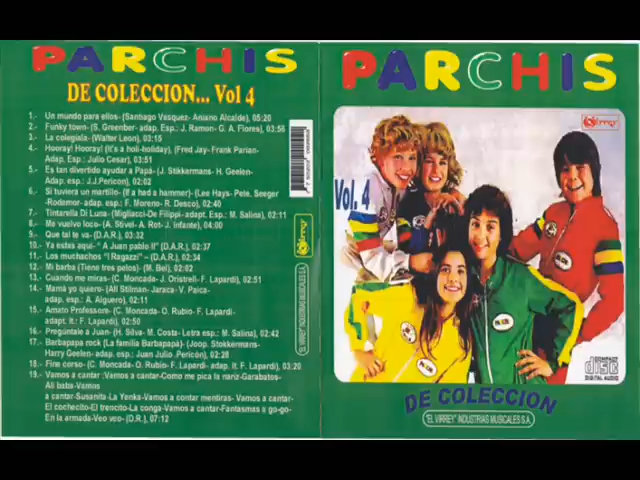 PARCHIS
DE COLECCION... Vol 4
1.- Un mundo para ellos- (Santiago Vasquez- Aniano Alcalde), 05:20
2.- Funky town- (S. Greenber- adap. Esp.: J. Ramon- G. A. Flores), 03:56
3.- La colegiala- (Walter Leon), 03:15
4.- Hooray! Hooray! (It's a holi-holiday), (Fred Jay- Frank Farian-
Adap. Esp.: Julio Cesar), 03:51
5.- Es tan divertido ayudar a Papá- (J. Stikkermans- H. Geelen-
Adap. esp.: J.J.Pericon), 02:02
6.- Si tuviera un martillo- (If a had a hammer)- (Lee Hays- Pete. Seeger
-Rodemor- adap. esp.: F. Moreno- R. Desco), 02:40
7.- Tintarella Di Luna- (Migliacci-De Filippi- adapt. Esp.: M. Salina), 02:11
8.- Me vuelvo loco- (A. Stivel- A. Rot- J. Infante), 04:00
9.- Que tal te va- (D.A.R.), 03:32
10.- Ya estas aqui- " A Juan pablo II" (D.A.R.), 02:37
11.- Los muchachos- "I Ragazzi" – (D.A.R.), 02:34
12.- Mi barba (Tiene tres pelos)- (M. Bel), 02:02
13.- Cuando me miras- (C. Moncada- J. Oristrell- F. Lapardi), 02:51
14.- Mamá yo quiero- (All Stilman- Jaraca- V. Paica-
adap, esp.: A. Alguero), 02:11
15.- Amato Professore- (C. Moncada- O. Rubio- F. Lapardi-
adapt. It.: F. Lapardi), 02:50
16.- Pregúntale a Juan- (H. Silva- M. Costa- Letra esp.: M. Salina), 02:42
17.- Barbapapa rock (La familia Barbapapá)- (Joop. Stokkermans-
Harry Geelen- adap. esp.: Juan Julio .Pericón), 02:28
18.- Fine corso- (C. Moncada- O. Rubio- F. Lapardi- adap. It. F. Lapardi), 03:20
19.- Vamos a cantar :Vamos a cantar-Como me pica la nariz-Garabatos-
Ali baba-Vamos
a cantar-Susanita-La Yenka-Vamos a contar mentiras- Vamos a cantar-
El cochecito-El trencito-La conga-Vamos a cantar-Fantasmas a go-go-
En la armada-Veo veo- (D.R.), 07:12
PARCHIS
Vol. 4
COMPACT
disc
DIGITAL AUDIO
DE COLECCION
"EL VIRREY" INDUSTRIAS MUSICALES S.A.